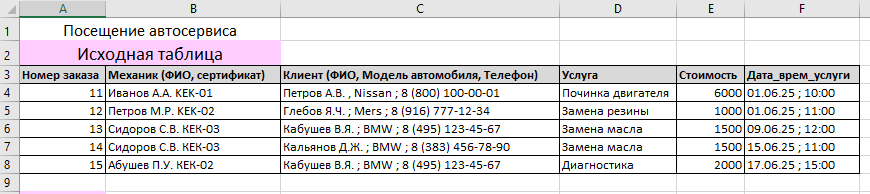 A B C D E F
1 Посещение автосервиса
2 Исходная таблица
3 Номер заказа Механик (ФИО, сертификат) Клиент (ФИО, Модель автомобиля, Телефон) Услуга Стоимость Дата_врем_услуги
4 11 Иванов А.А. КЕК-01 Петров А.В. , Nissan ; 8 (800) 100-00-01 Починка двигателя 6000 01.06.25 ; 10:00
5 12 Петров М.Р. КЕК-02 Глебов Я.Ч. ; Mers ; 8 (916) 777-12-34 Замена резины 1000 01.06.25 ; 11:00
6 13 Сидоров С.В. КЕК-03 Кабушев В.Я. ; BMW ; 8 (495) 123-45-67 Замена масла 1500 09.06.25 ; 12:00
7 14 Сидоров С.В. КЕК-03 Кальянов Д.Ж. ; BMW ; 8 (383) 456-78-90 Замена масла 1500 15.06.25 ; 11:00
8 15 Абушев П.У. КЕК-02 Кабушев В.Я. ; BMW ; 8 (495) 123-45-67 Диагностика 2000 17.06.25 ; 15:00
9